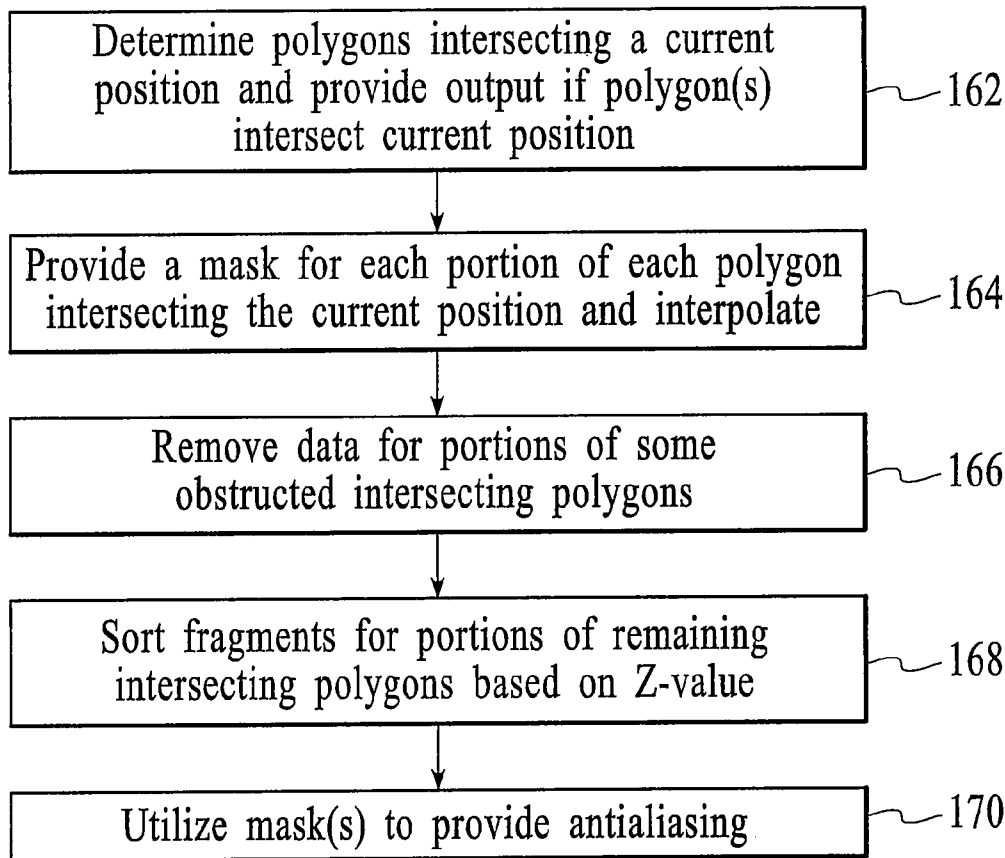 Determine polygons intersecting a current
position and provide output if polygon(s)
intersect current position
162
Provide a mask for each portion of each polygon
intersecting the current position and interpolate
164
Remove data for portions of some
obstructed intersecting polygons
166
Sort fragments for portions of remaining
intersecting polygons based on Z-value
168
Utilize mask(s) to provide antialiasing
170